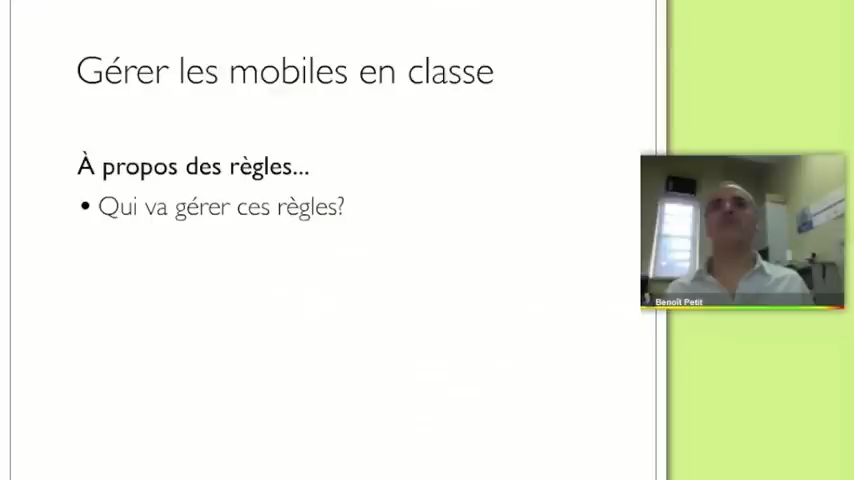 Gérer les mobiles en classe
À propos des règles...
• Qui va gérer ces règles?
Benoît Petit